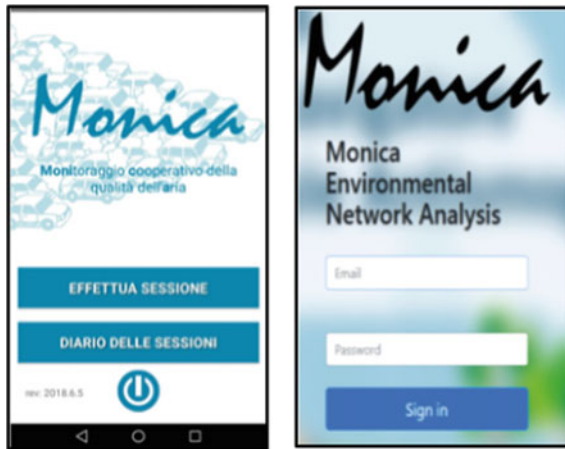 Monica
Monitoraggio cooperativo della
qualità dell'aria
EFFETTUA SESSIONE
DIARIO DELLE SESSIONI
rev: 2018.6.5
Monica
Monica
Environmental
Network Analysis
Email
Password
Sign in